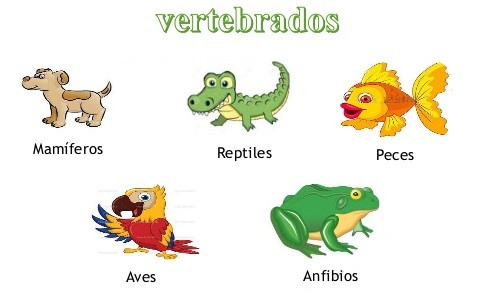 vertebrados
Mamíferos
Reptiles
Peces
Aves
Anfibios